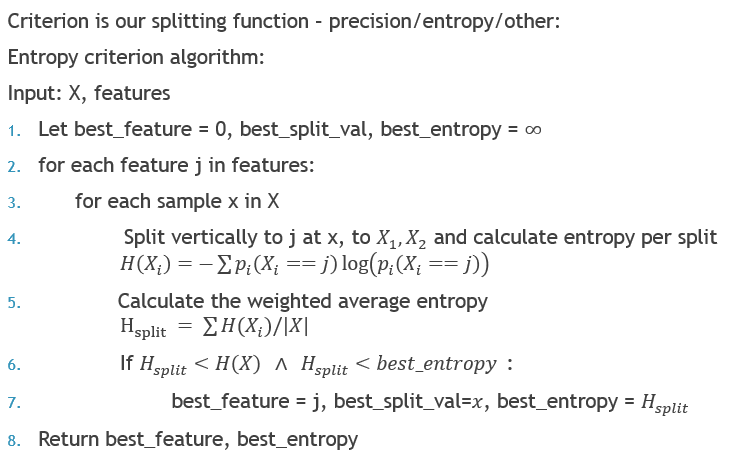 Criterion is our splitting function - precision/entropy/other:
Entropy criterion algorithm:
Input: X, features
1. Let best_feature = 0, best_split_val, best_entropy = ∞
2. for each feature j in features:
3. for each sample x in X
4. Split vertically to j at x, to X₁, X₂ and calculate entropy per split
H(Xᵢ) = −∑pᵢ(Xᵢ == j) log(pᵢ(Xᵢ == j))
5. Calculate the weighted average entropy
H_split = ∑H(Xᵢ)/|X|
6. If H_split < H(X) ∧ H_split < best_entropy :
7. best_feature = j, best_split_val=x, best_entropy = H_split
8. Return best_feature, best_entropy